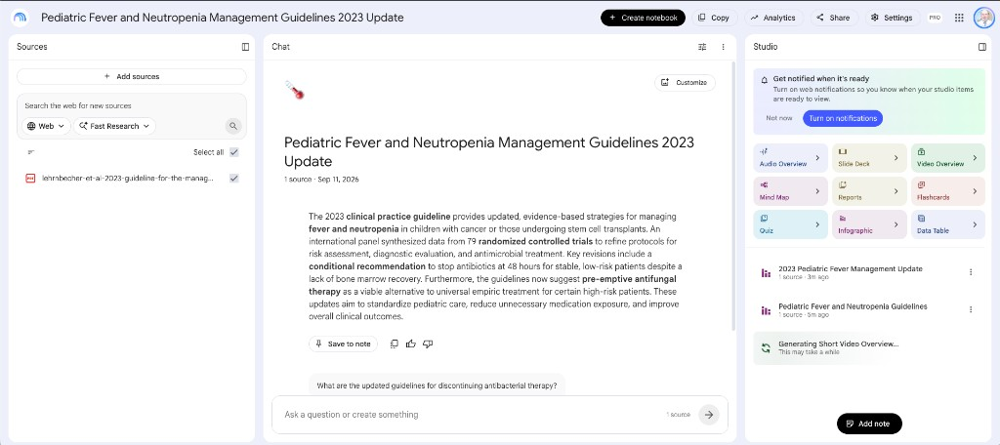 Pediatric Fever and Neutropenia Management Guidelines 2023 Update
+ Create notebook
Copy
Analytics
Share
Settings
PRO
Sources
+ Add sources
Search the web for new sources
Web
Fast Research
Select all
PDF
lehrnbecher-et-al-2023-guideline-for-the-manag...
Chat
Customize
Pediatric Fever and Neutropenia Management Guidelines 2023
Update
1 source · Sep 11, 2026
The 2023 clinical practice guideline provides updated, evidence-based strategies for managing
fever and neutropenia in children with cancer or those undergoing stem cell transplants. An
international panel synthesized data from 79 randomized controlled trials to refine protocols for
risk assessment, diagnostic evaluation, and antimicrobial treatment. Key revisions include a
conditional recommendation to stop antibiotics at 48 hours for stable, low-risk patients despite a
lack of bone marrow recovery. Furthermore, the guidelines now suggest pre-emptive antifungal
therapy as a viable alternative to universal empiric treatment for certain high-risk patients. These
updates aim to standardize pediatric care, reduce unnecessary medication exposure, and improve
overall clinical outcomes.
Save to note
What are the updated guidelines for discontinuing antibacterial therapy?
Ask a question or create something
1 source
Studio
Get notified when it's ready
Turn on web notifications so you know when your studio items
are ready to view.
Not now
Turn on notifications
Audio Overview
Slide Deck
Video Overview
Mind Map
Reports
Flashcards
Quiz
Infographic
Data Table
2023 Pediatric Fever Management Update
1 source · 3m ago
Pediatric Fever and Neutropenia Guidelines
1 source · 5m ago
Generating Short Video Overview...
This may take a while
Add note